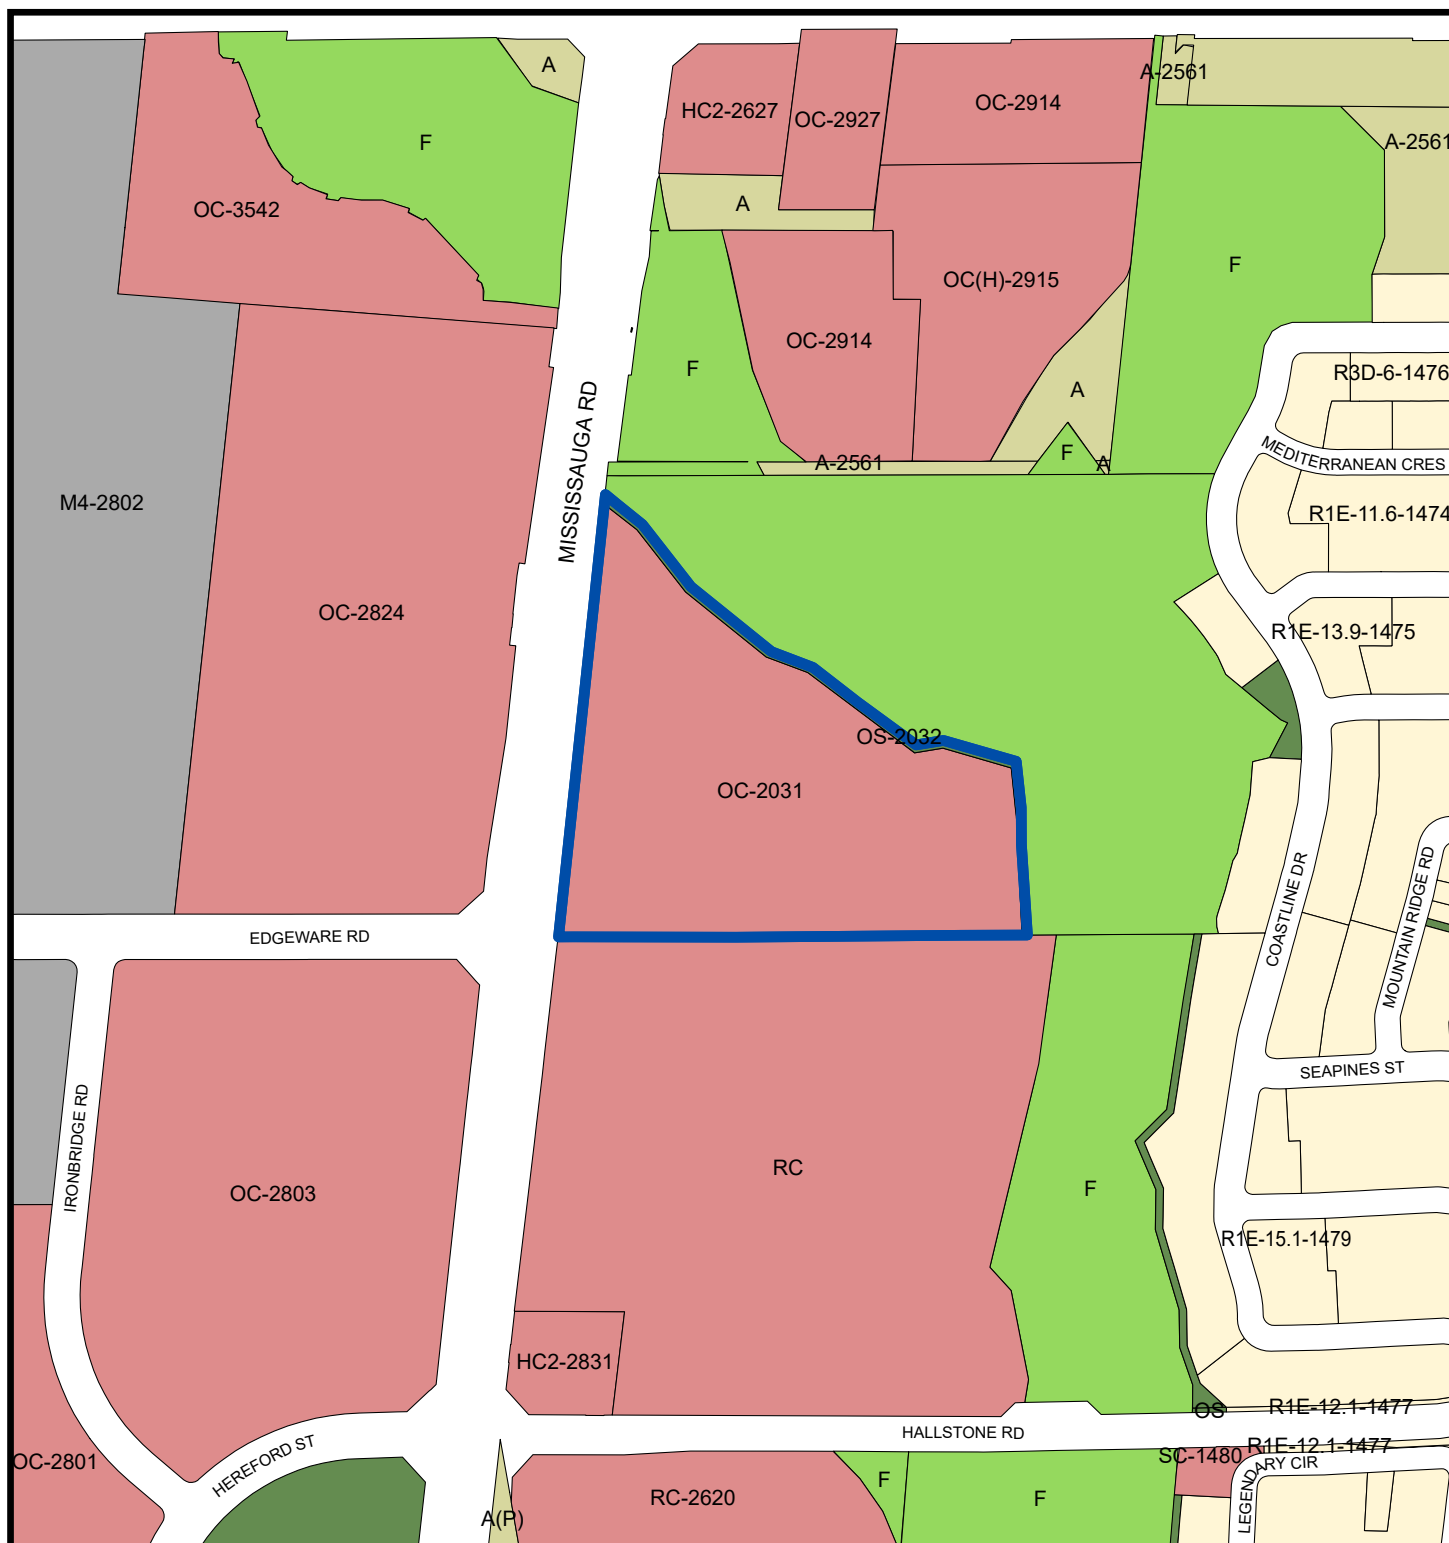 A
A-2561
HC2-2627
OC-2927
OC-2914
F
A-2561
OC-3542
A
F
OC(H)-2915
OC-2914
F
R3D-6-1476
A
MISSISSAUGA RD
MEDITERRANEAN CRES
F
A
A-2561
M4-2802
R1E-11.6-1474
OC-2824
R1E-13.9-1475
OS-2032
OC-2031
COASTLINE DR
MOUNTAIN RIDGE RD
EDGEWARE RD
SEAPINES ST
IRONBRIDGE RD
RC
OC-2803
F
R1E-15.1-1479
HC2-2831
OS
R1E-12.1-1477
HALLSTONE RD
R1E-12.1-1477
SC-1480
OC-2801
HEREFORD ST
LEGENDARY CIR
F
RC-2620
F
A(P)